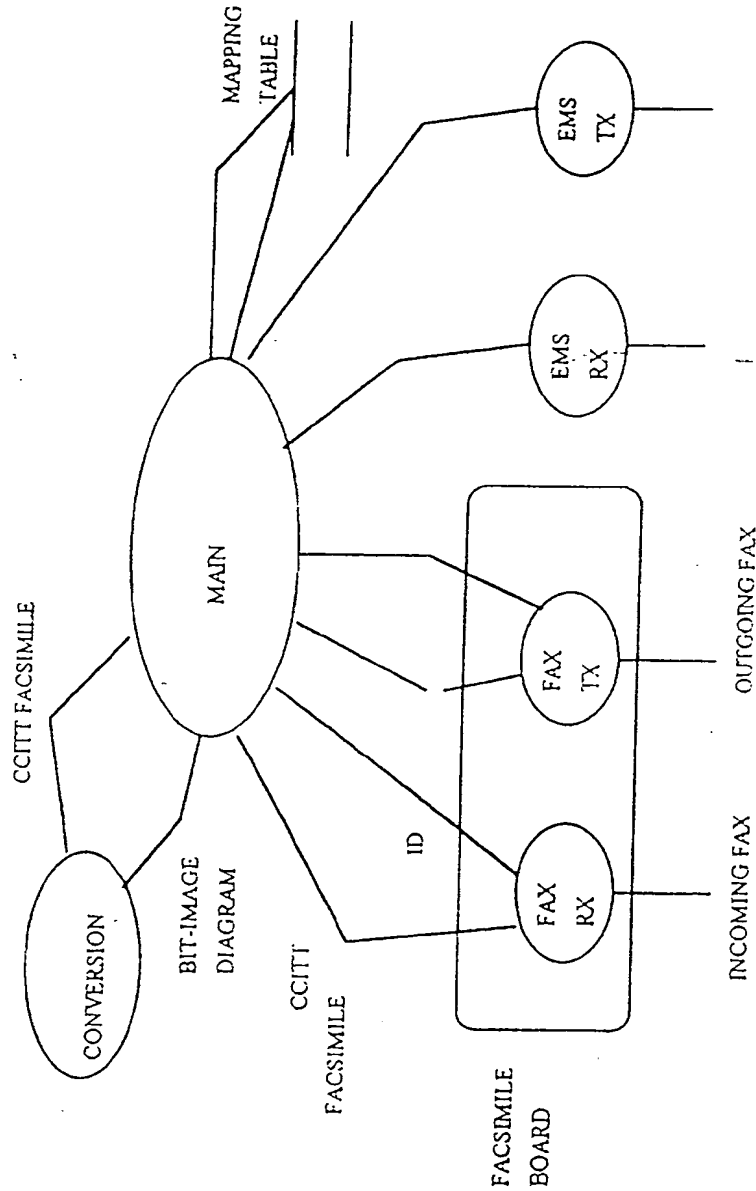 CONVERSION
CCITT FACSIMILE
BIT-IMAGE
DIAGRAM
MAIN
MAPPING
TABLE
CCITT
FACSIMILE
ID
FACSIMILE
BOARD
FAX
RX
FAX
TX
EMS
RX
EMS
TX
INCOMING FAX
OUTGOING FAX